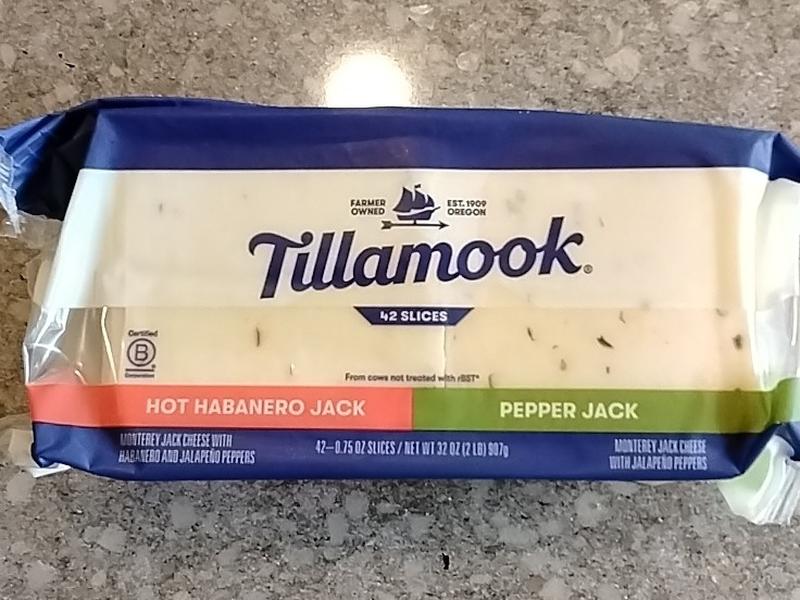 FARMER OWNED
EST. 1909 OREGON
Tillamook®
42 SLICES
Certified
B
Corporation
From cows not treated with rBST*
HOT HABANERO JACK
PEPPER JACK
MONTEREY JACK CHEESE WITH
HABANERO AND JALAPEÑO PEPPERS
42—0.75 OZ SLICES / NET WT 32 OZ (2 LB) 907g
MONTEREY JACK CHEESE
WITH JALAPEÑO PEPPERS